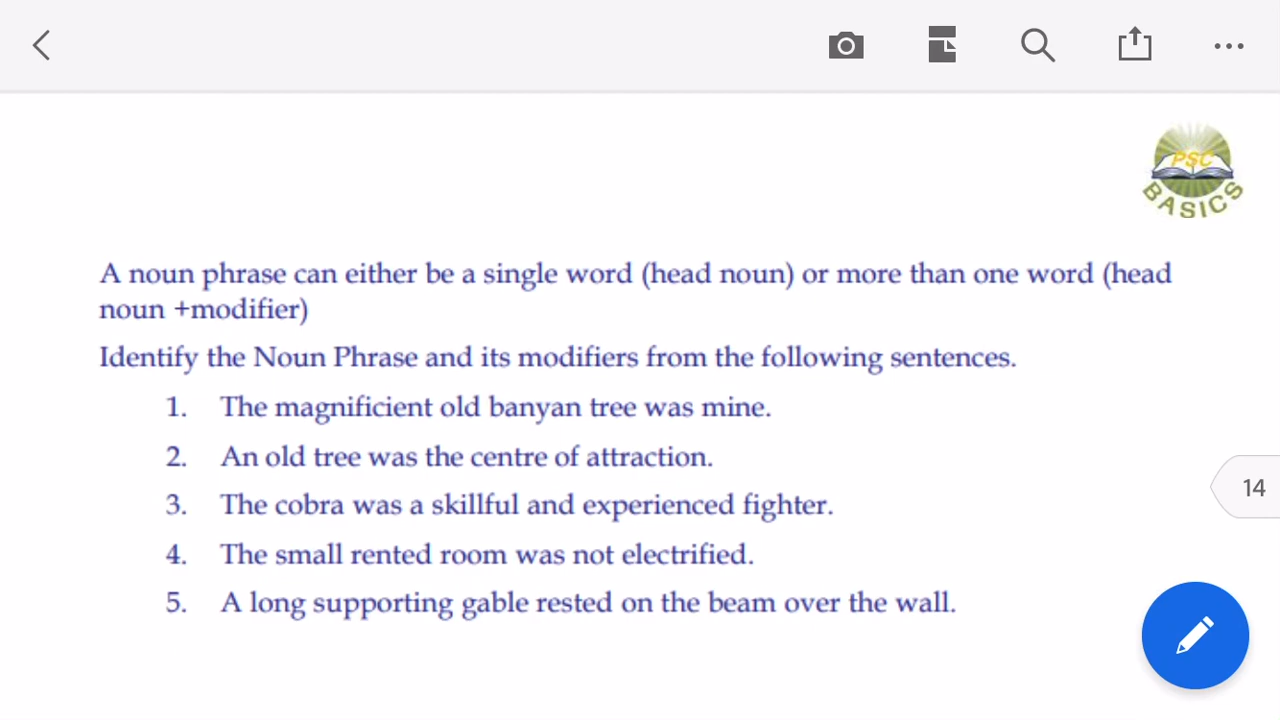 PSC
BASICS
A noun phrase can either be a single word (head noun) or more than one word (head
noun +modifier)
Identify the Noun Phrase and its modifiers from the following sentences.
1. The magnificient old banyan tree was mine.
2. An old tree was the centre of attraction.
3. The cobra was a skillful and experienced fighter.
14
4. The small rented room was not electrified.
5. A long supporting gable rested on the beam over the wall.